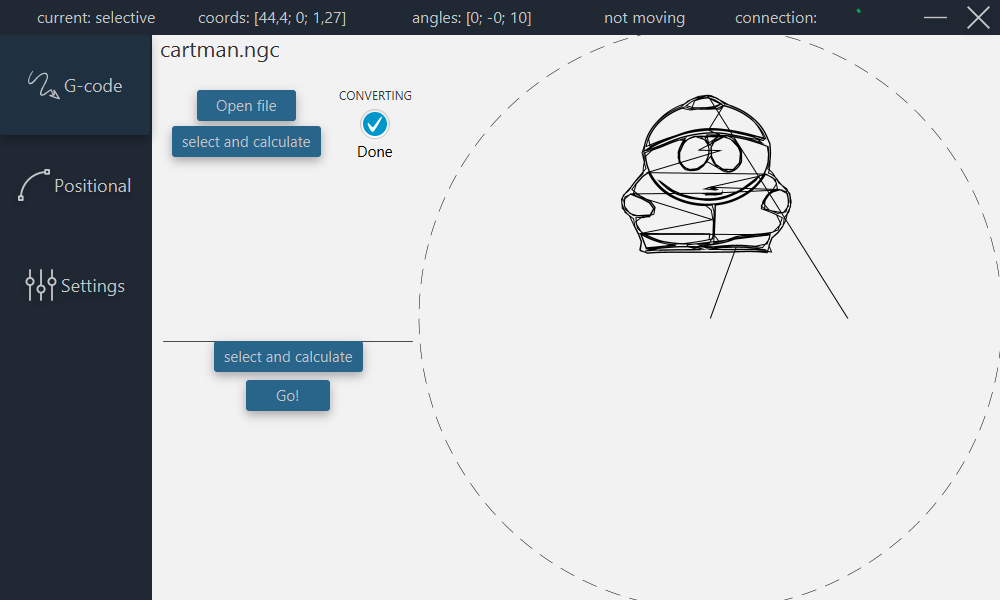 current: selective
coords: [44,4; 0; 1,27]
angles: [0; -0; 10]
not moving
connection:
G-code
Positional
Settings
cartman.ngc
Open file
select and calculate
CONVERTING
Done
select and calculate
Go!